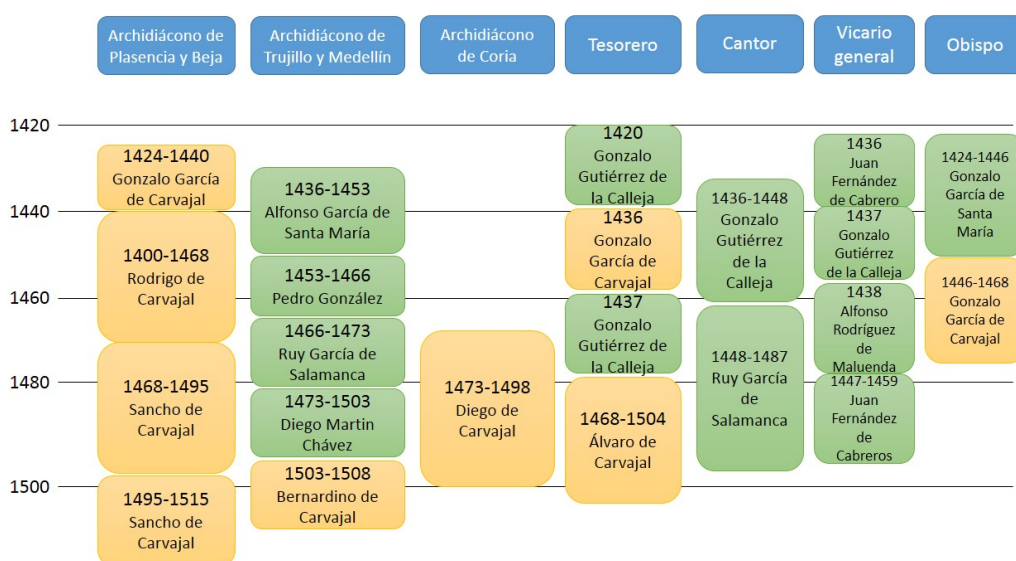 Archidiácono de
Plasencia y Beja
Archidiácono de
Trujillo y Medellín
Archidiácono
de Coria
Tesorero
Cantor
Vicario
general
Obispo
1420
1440
1460
1480
1500
1424-1440
Gonzalo García
de Carvajal
1400-1468
Rodrigo de
Carvajal
1468-1495
Sancho de
Carvajal
1495-1515
Sancho de
Carvajal
1436-1453
Alfonso García de
Santa María
1453-1466
Pedro González
1466-1473
Ruy García de
Salamanca
1473-1503
Diego Martin
Chávez
1503-1508
Bernardino de
Carvajal
1473-1498
Diego de
Carvajal
1420
Gonzalo
Gutiérrez de
la Calleja
1436
Gonzalo
García de
Carvajal
1437
Gonzalo
Gutiérrez de
la Calleja
1468-1504
Álvaro de
Carvajal
1436-1448
Gonzalo
Gutiérrez
de la
Calleja
1448-1487
Ruy García
de
Salamanca
1436
Juan
Fernández
de Cabrero
1437
Gonzalo
Gutiérrez
de la Calleja
1438
Alfonso
Rodríguez
de
Maluenda
1447-1459
Juan
Fernández
de
Cabreros
1424-1446
Gonzalo
García de
Santa
María
1446-1468
Gonzalo
García de
Carvajal